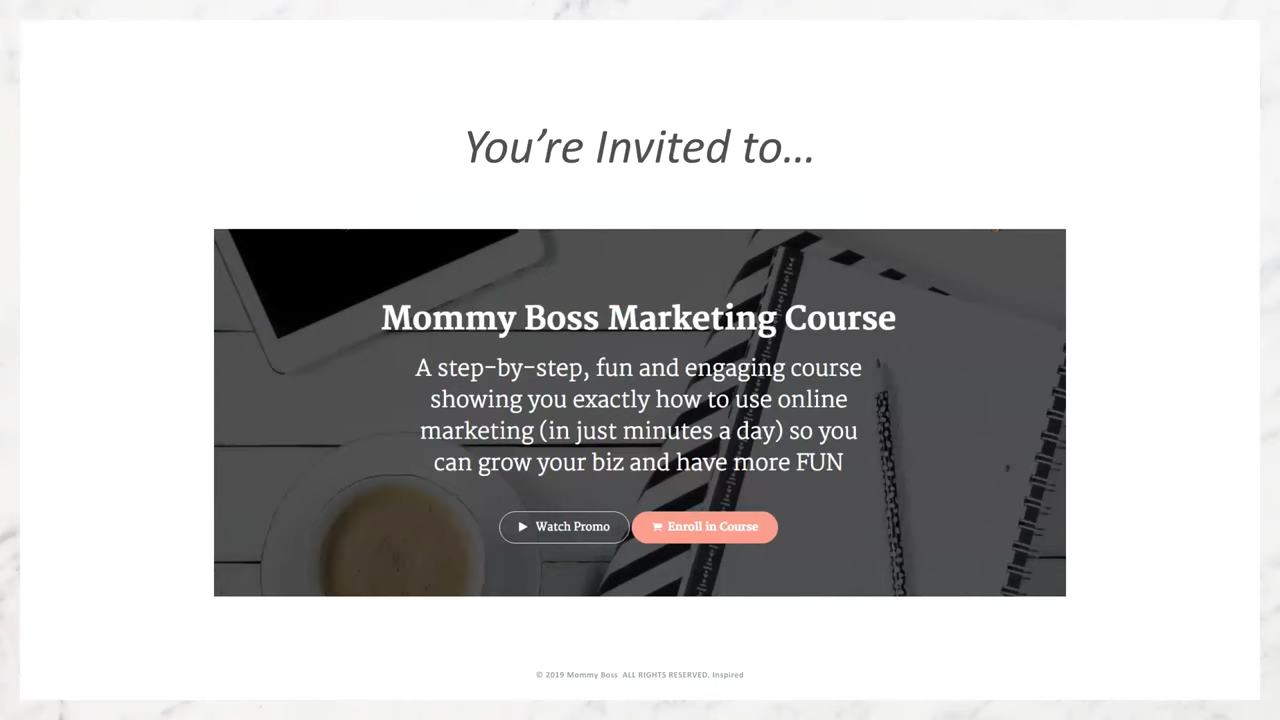 You’re Invited to…
Mommy Boss Marketing Course
A step-by-step, fun and engaging course
showing you exactly how to use online
marketing (in just minutes a day) so you
can grow your biz and have more FUN
Watch Promo
Enroll in Course
© 2019 Mommy Boss ALL RIGHTS RESERVED. Inspired